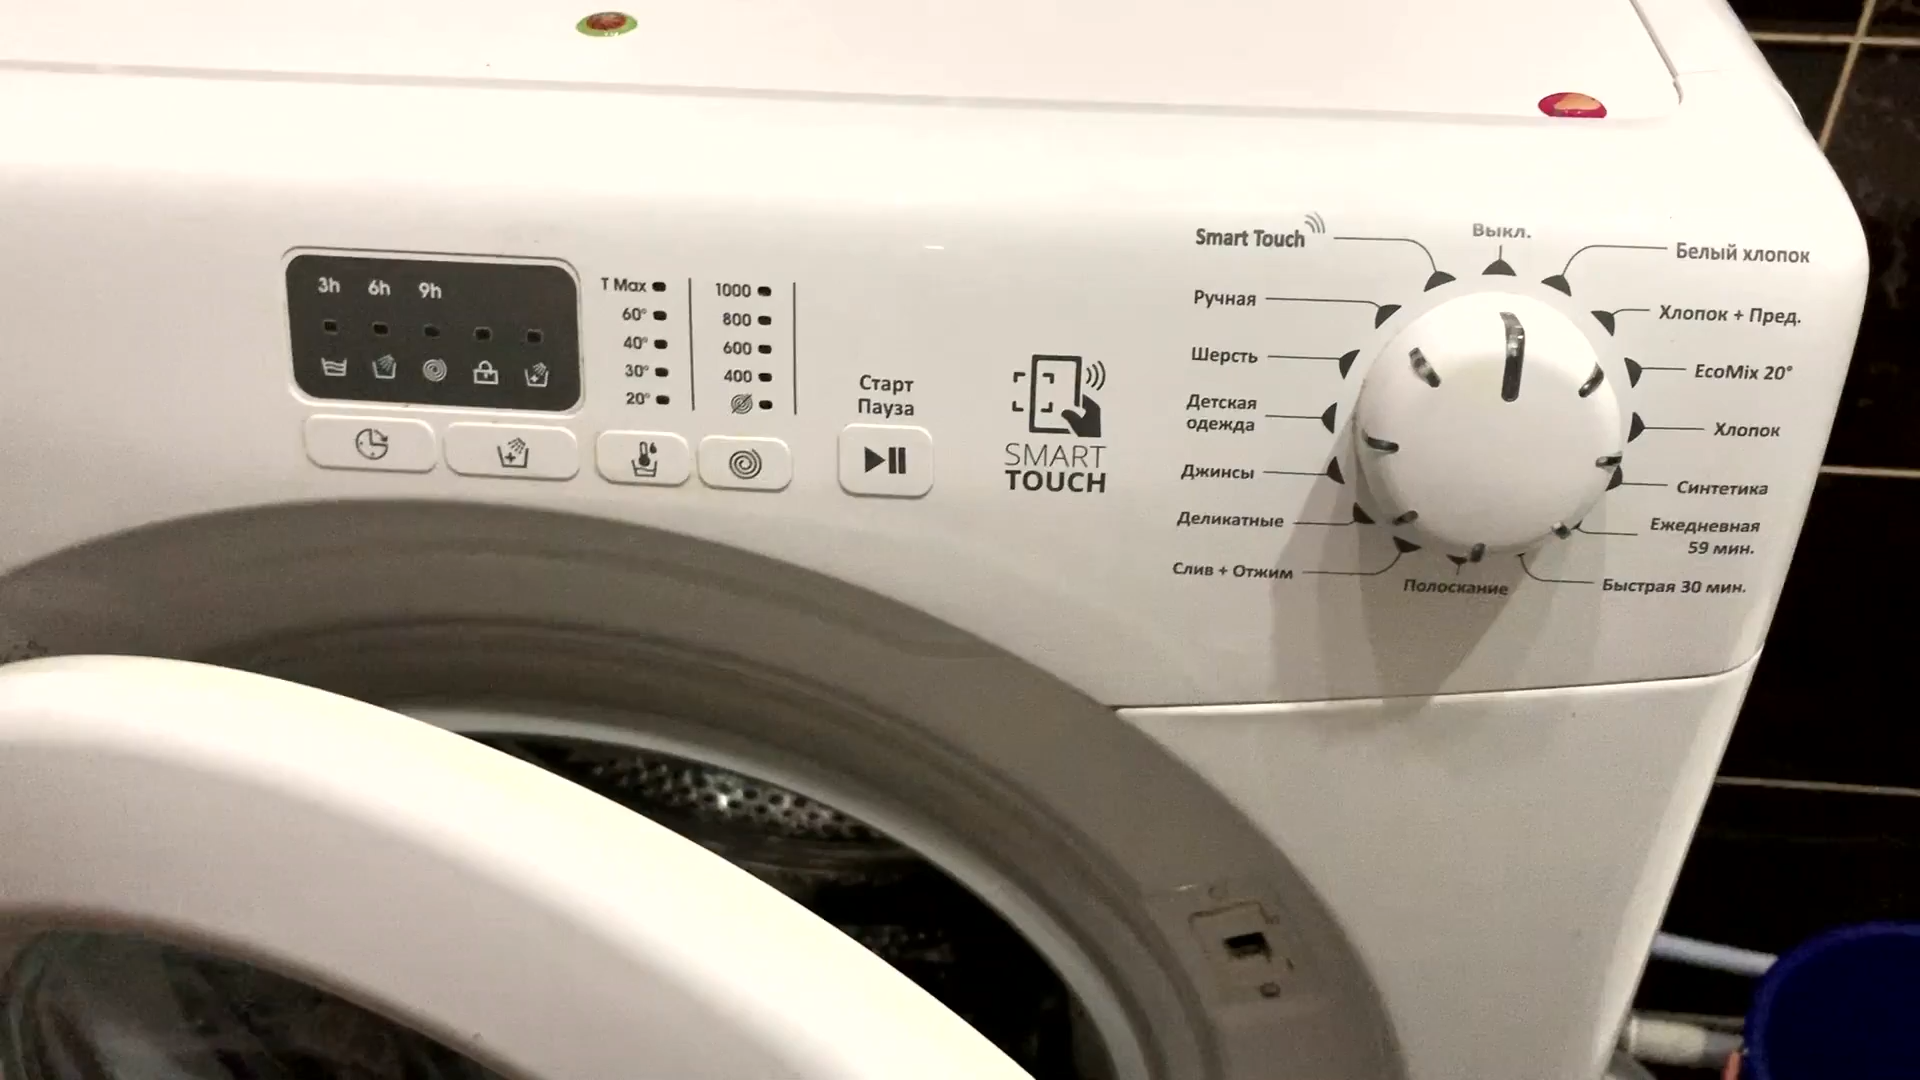 3h 6h 9h
T Max
60°
40°
30°
20°
1000
800
600
400
Старт
Пауза
SMART
TOUCH
Smart Touch
Ручная
Шерсть
Детская
одежда
Джинсы
Деликатные
Слив + Отжим
Выкл.
Полоскание
Белый хлопок
Хлопок + Пред.
EcoMix 20°
Хлопок
Синтетика
Ежедневная
59 мин.
Быстрая 30 мин.